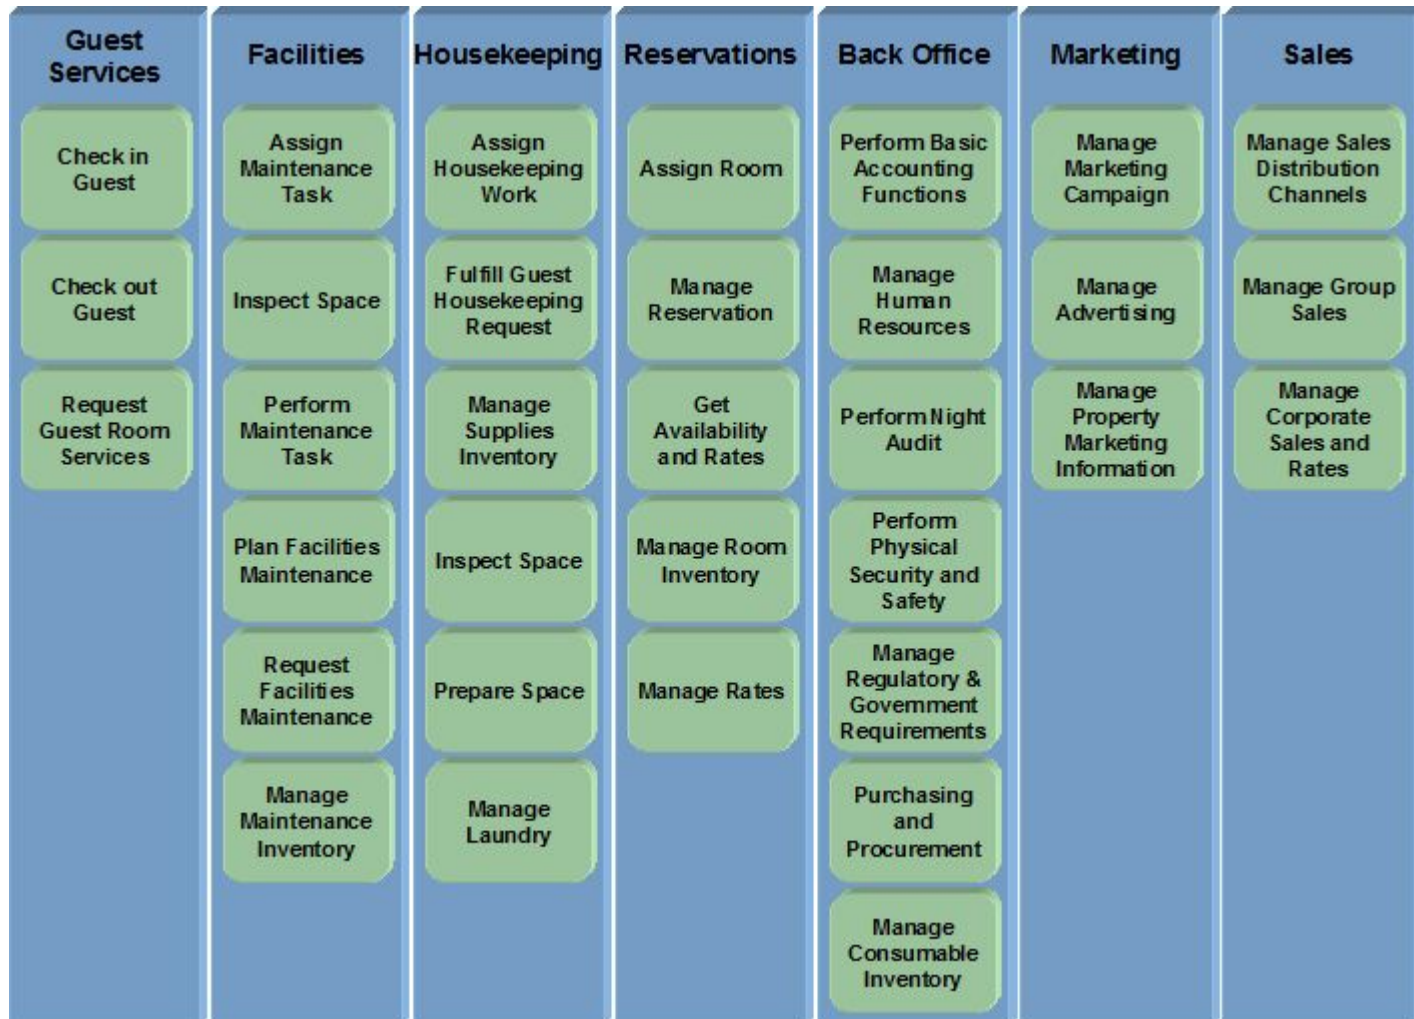 Guest
Services
Check in
Guest
Check out
Guest
Request
Guest Room
Services
Facilities
Assign
Maintenance
Task
Inspect Space
Perform
Maintenance
Task
Plan Facilities
Maintenance
Request
Facilities
Maintenance
Manage
Maintenance
Inventory
Housekeeping
Assign
Housekeeping
Work
Fulfill Guest
Housekeeping
Request
Manage
Supplies
Inventory
Inspect Space
Prepare Space
Manage
Laundry
Reservations
Assign Room
Manage
Reservation
Get
Availability
and Rates
Manage Room
Inventory
Manage Rates
Back Office
Perform Basic
Accounting
Functions
Manage
Human
Resources
Perform Night
Audit
Perform
Physical
Security and
Safety
Manage
Regulatory &
Government
Requirements
Purchasing
and
Procurement
Manage
Consumable
Inventory
Marketing
Manage
Marketing
Campaign
Manage
Advertising
Manage
Property
Marketing
Information
Sales
Manage Sales
Distribution
Channels
Manage Group
Sales
Manage
Corporate
Sales and
Rates